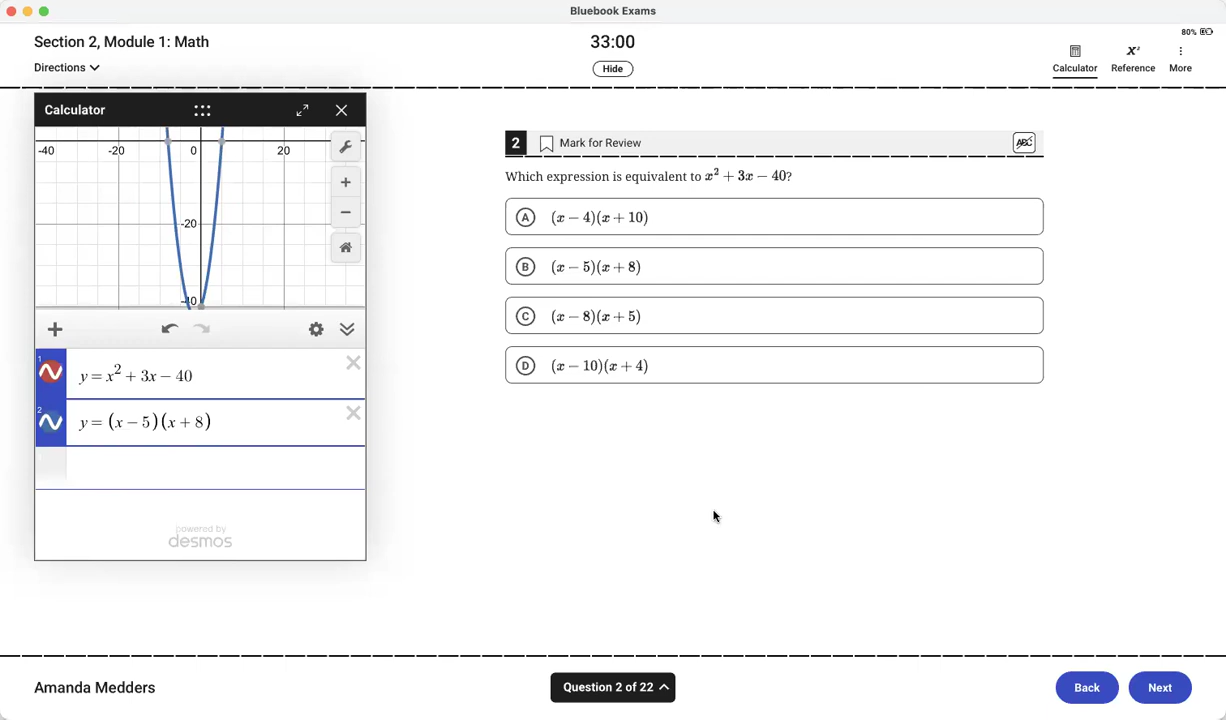 Bluebook Exams
Section 2, Module 1: Math
33:00
80%
Directions
Hide
Calculator
Reference
More
Calculator
-40 -20 0 20
-20
-40
2 Mark for Review ABC
Which expression is equivalent to x² + 3x − 40?
A (x − 4)(x + 10)
B (x − 5)(x + 8)
C (x − 8)(x + 5)
D (x − 10)(x + 4)
1 y = x² + 3x − 40
2 y = (x − 5)(x + 8)
powered by
desmos
Amanda Medders
Question 2 of 22
Back
Next